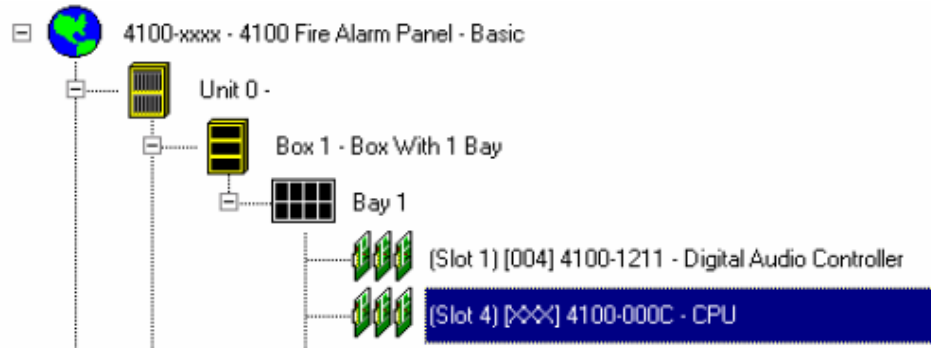 4100-xxxx - 4100 Fire Alarm Panel - Basic
Unit 0 -
Box 1 - Box With 1 Bay
Bay 1
(Slot 1) [004] 4100-1211 - Digital Audio Controller
(Slot 4) [XXX] 4100-000C - CPU